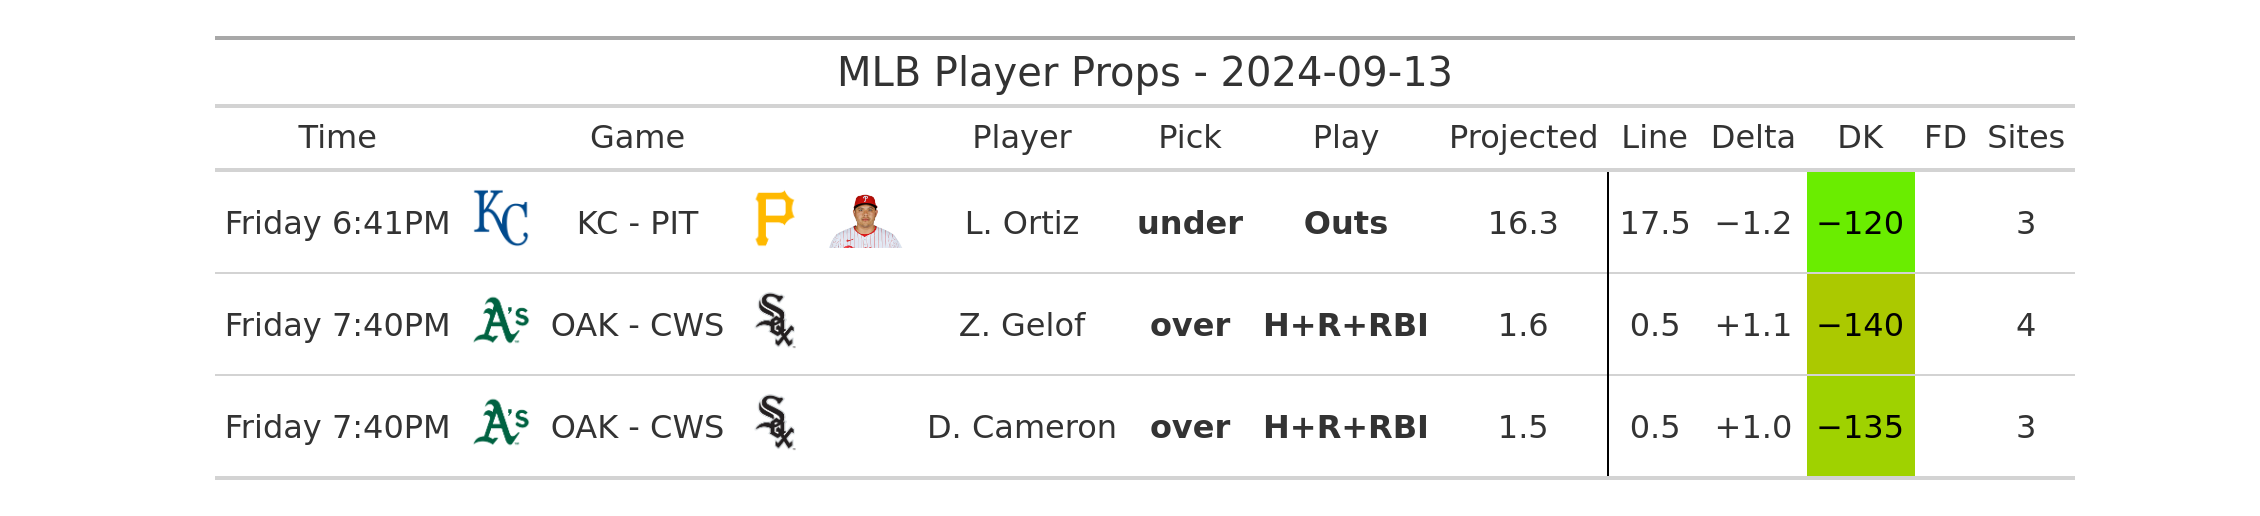 MLB Player Props - 2024-09-13
Time Game Player Pick Play Projected Line Delta DK FD Sites
Friday 6:41PM KC KC - PIT P L. Ortiz under Outs 16.3 17.5 −1.2 −120 3
Friday 7:40PM A's OAK - CWS Sox Z. Gelof over H+R+RBI 1.6 0.5 +1.1 −140 4
Friday 7:40PM A's OAK - CWS Sox D. Cameron over H+R+RBI 1.5 0.5 +1.0 −135 3